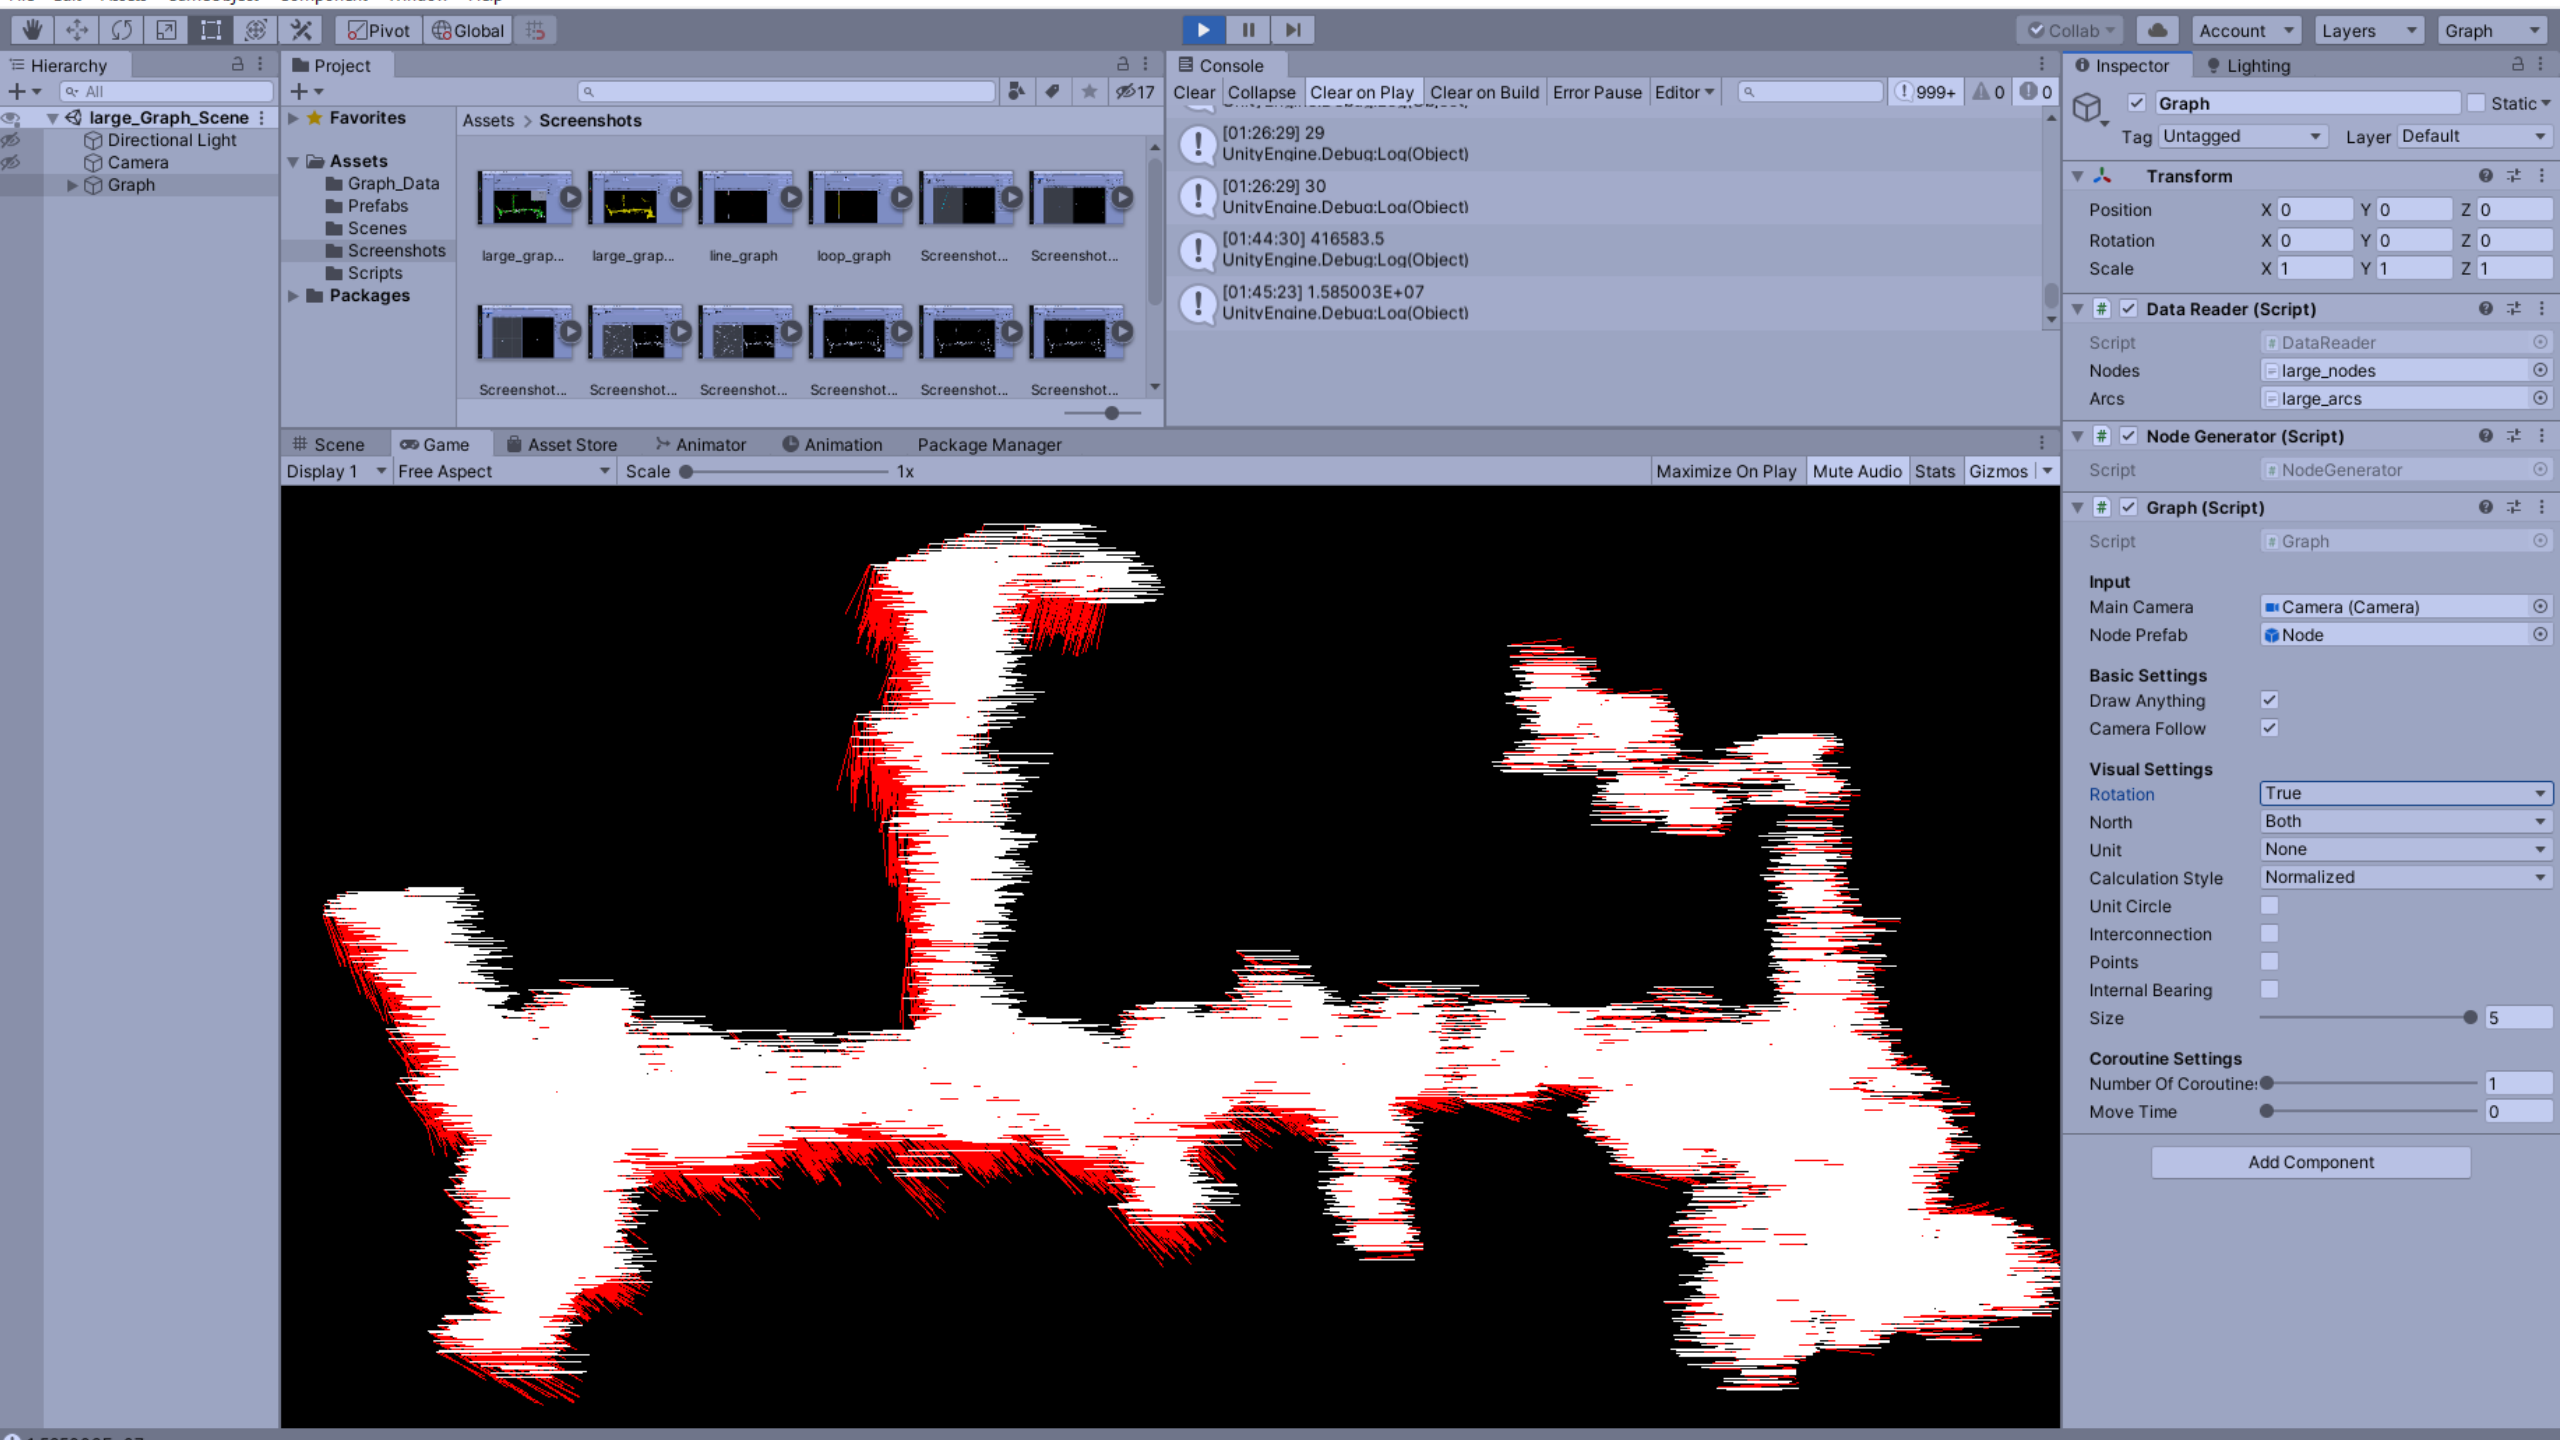 Pivot
Global
Collab
Account
Layers
Graph
Hierarchy
All
large_Graph_Scene
Directional Light
Camera
Graph
Project
17
Favorites
Assets
Graph_Data
Prefabs
Scenes
Screenshots
Scripts
Packages
Assets > Screenshots
large_grap...
large_grap...
line_graph
loop_graph
Screenshot...
Screenshot...
Screenshot...
Screenshot...
Screenshot...
Screenshot...
Screenshot...
Screenshot...
Console
Clear
Collapse
Clear on Play
Clear on Build
Error Pause
Editor
999+
0
0
[01:26:29] 29
UnityEngine.Debug:Log(Object)
[01:26:29] 30
UnityEngine.Debug:Log(Object)
[01:44:30] 416583.5
UnityEngine.Debug:Log(Object)
[01:45:23] 1.585003E+07
UnityEngine.Debug:Log(Object)
Scene
Game
Asset Store
Animator
Animation
Package Manager
Display 1
Free Aspect
Scale
1x
Maximize On Play
Mute Audio
Stats
Gizmos
Inspector
Lighting
Graph
Static
Tag Untagged
Layer Default
Transform
Position X 0 Y 0 Z 0
Rotation X 0 Y 0 Z 0
Scale X 1 Y 1 Z 1
# Data Reader (Script)
Script # DataReader
Nodes large_nodes
Arcs large_arcs
# Node Generator (Script)
Script # NodeGenerator
# Graph (Script)
Script # Graph
Input
Main Camera Camera (Camera)
Node Prefab Node
Basic Settings
Draw Anything
Camera Follow
Visual Settings
Rotation True
North Both
Unit None
Calculation Style Normalized
Unit Circle
Interconnection
Points
Internal Bearing
Size 5
Coroutine Settings
Number Of Coroutines 1
Move Time 0
Add Component